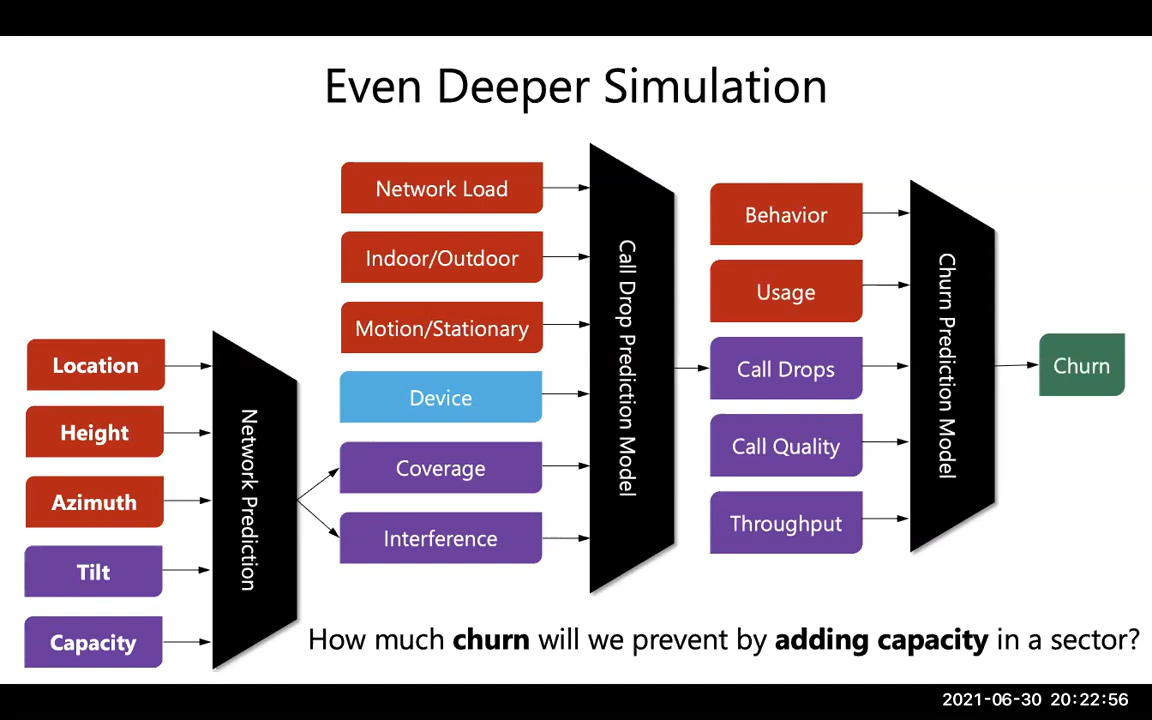 Even Deeper Simulation
Location
Height
Azimuth
Tilt
Capacity
Network Prediction
Network Load
Indoor/Outdoor
Motion/Stationary
Device
Coverage
Interference
Call Drop Prediction Model
Behavior
Usage
Call Drops
Call Quality
Throughput
Churn Prediction Model
Churn
How much churn will we prevent by adding capacity in a sector?
2021-06-30 20:22:56